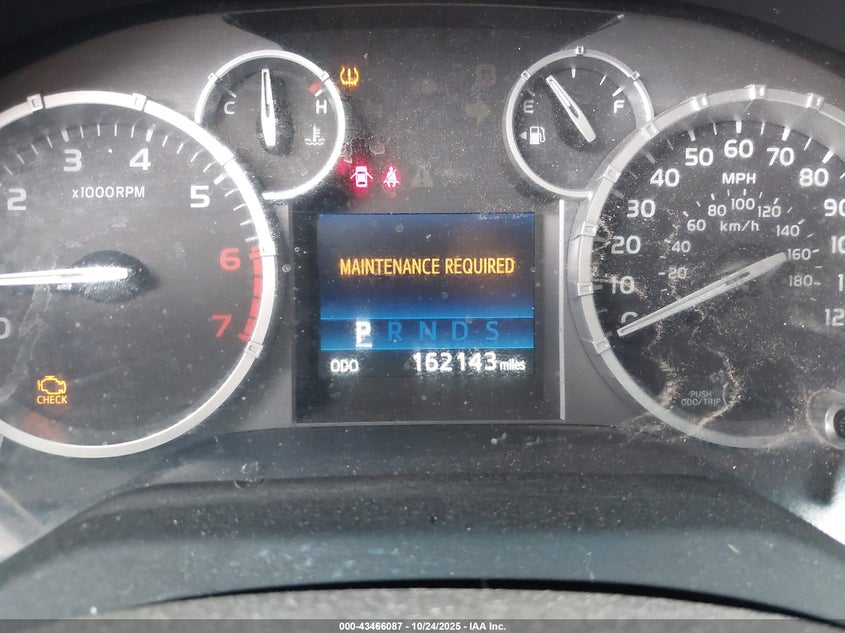 C H
E F
2 3 4 5 6 7
x1000RPM
0
CHECK
MAINTENANCE REQUIRED
P R N D S
ODO 162143 miles
0 10 20 30 40 50 60 70 80
MPH
20 40 60 80 100 120 140 160 180
km/h
PUSH
ODO/TRIP
000-43466087 - 10/24/2025 - IAA Inc.